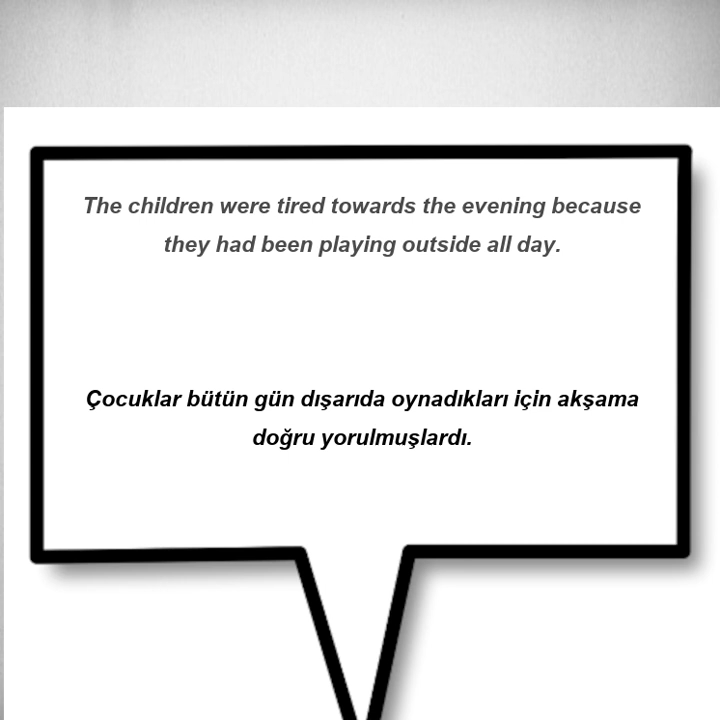 The children were tired towards the evening because
they had been playing outside all day.
Çocuklar bütün gün dışarıda oynadıkları için akşama
doğru yorulmuşlardı.